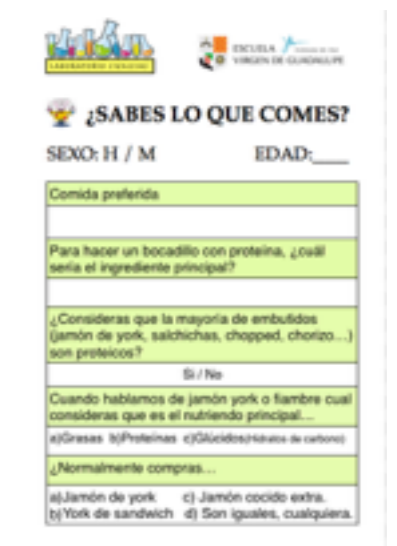 ESCUELA
VIRGEN DE GUADALUPE
¿SABES LO QUE COMES?
SEXO: H / M EDAD:____
Comida preferida
Para hacer un bocadillo con proteína, ¿cuál
sería el ingrediente principal?
¿Consideras que la mayoría de embutidos
(jamón de york, salchichas, chopped, chorizo…)
son proteicos?
Si / No
Cuando hablamos de jamón york o fiambre cual
consideras que es el nutriendo principal…
a)Grasas b)Proteínas c)Glúcidos(Hidratos de carbono)
¿Normalmente compras…
a)Jamón de york c) Jamón cocido extra.
b)York de sandwich d) Son iguales, cualquiera.